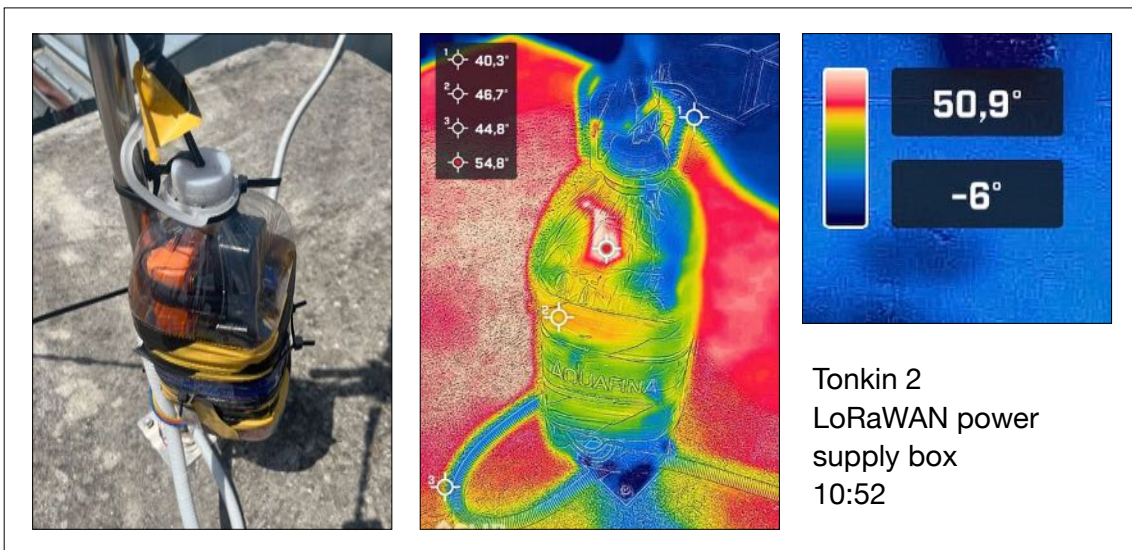 1 40,3°
2 46,7°
3 44,8°
54,8°
1
2
AQUAFINA
3
50,9°
-6°
Tonkin 2
LoRaWAN power
supply box
10:52